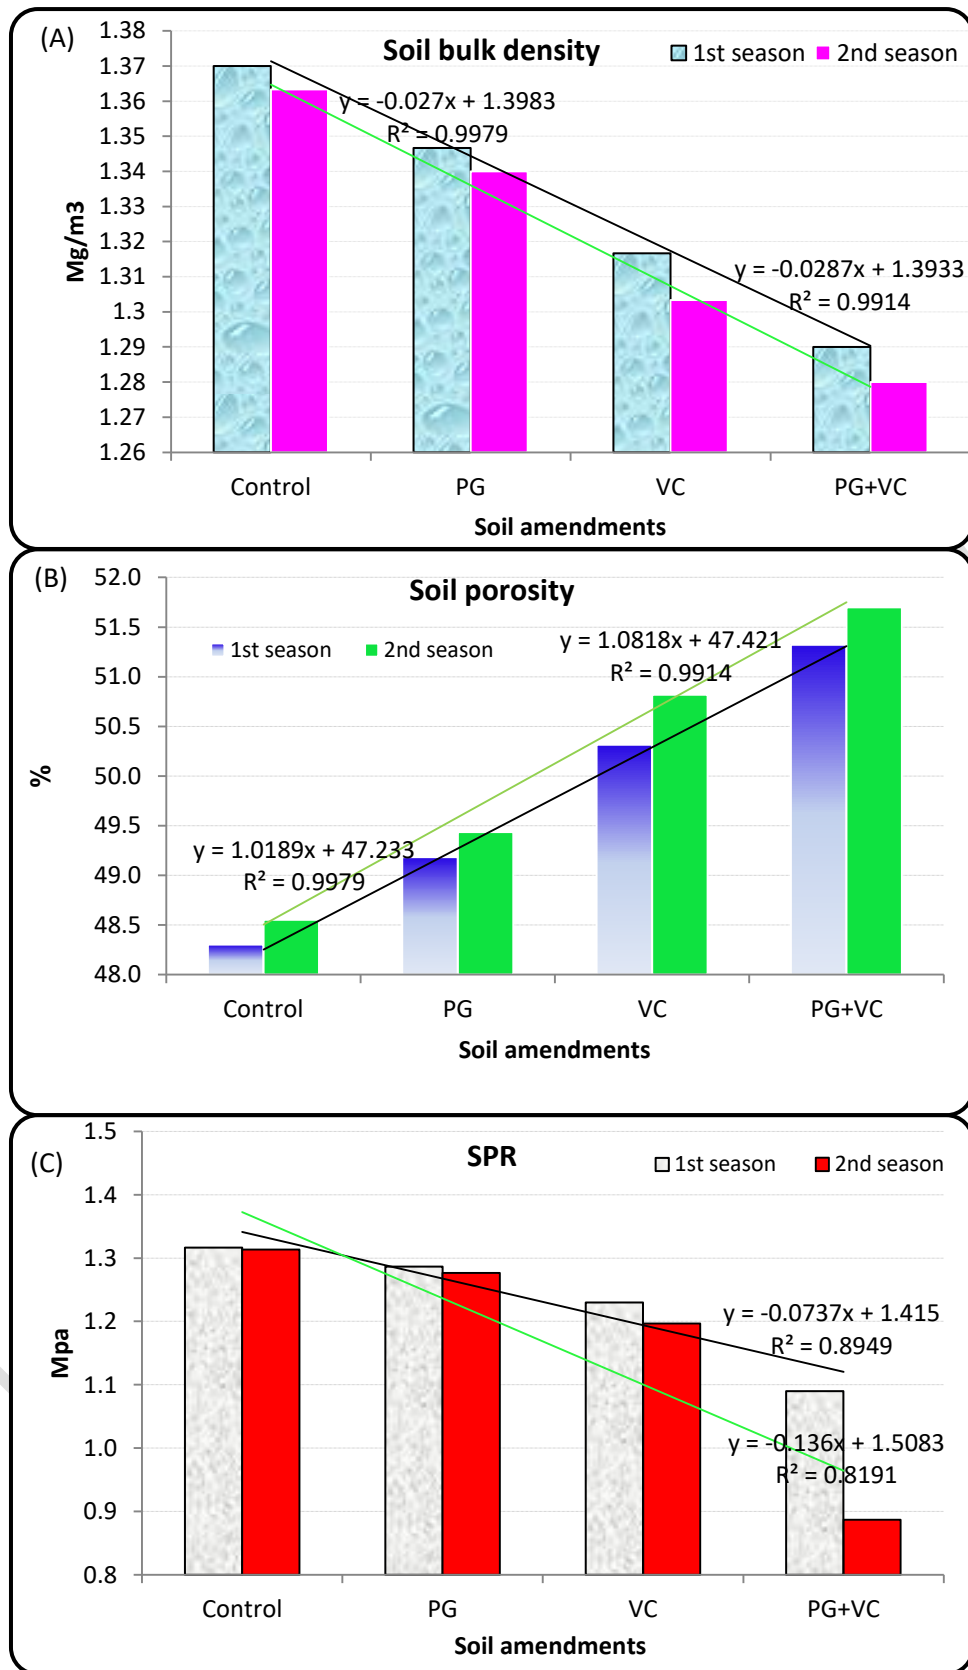 (A)
Soil bulk density
1st season
2nd season
1.38
1.37
1.36
1.35
1.34
1.33
1.32
1.31
1.3
1.29
1.28
1.27
1.26
Mg/m3
y = -0.027x + 1.3983
R² = 0.9979
y = -0.0287x + 1.3933
R² = 0.9914
Control PG VC PG+VC
Soil amendments
(B)
Soil porosity
1st season
2nd season
52.0
51.5
51.0
50.5
50.0
49.5
49.0
48.5
48.0
%
y = 1.0818x + 47.421
R² = 0.9914
y = 1.0189x + 47.233
R² = 0.9979
Control PG VC PG+VC
Soil amendments
(C)
SPR
1st season
2nd season
1.5
1.4
1.3
1.2
1.1
1.0
0.9
0.8
Mpa
y = -0.0737x + 1.415
R² = 0.8949
y = -0.136x + 1.5083
R² = 0.8191
Control PG VC PG+VC
Soil amendments